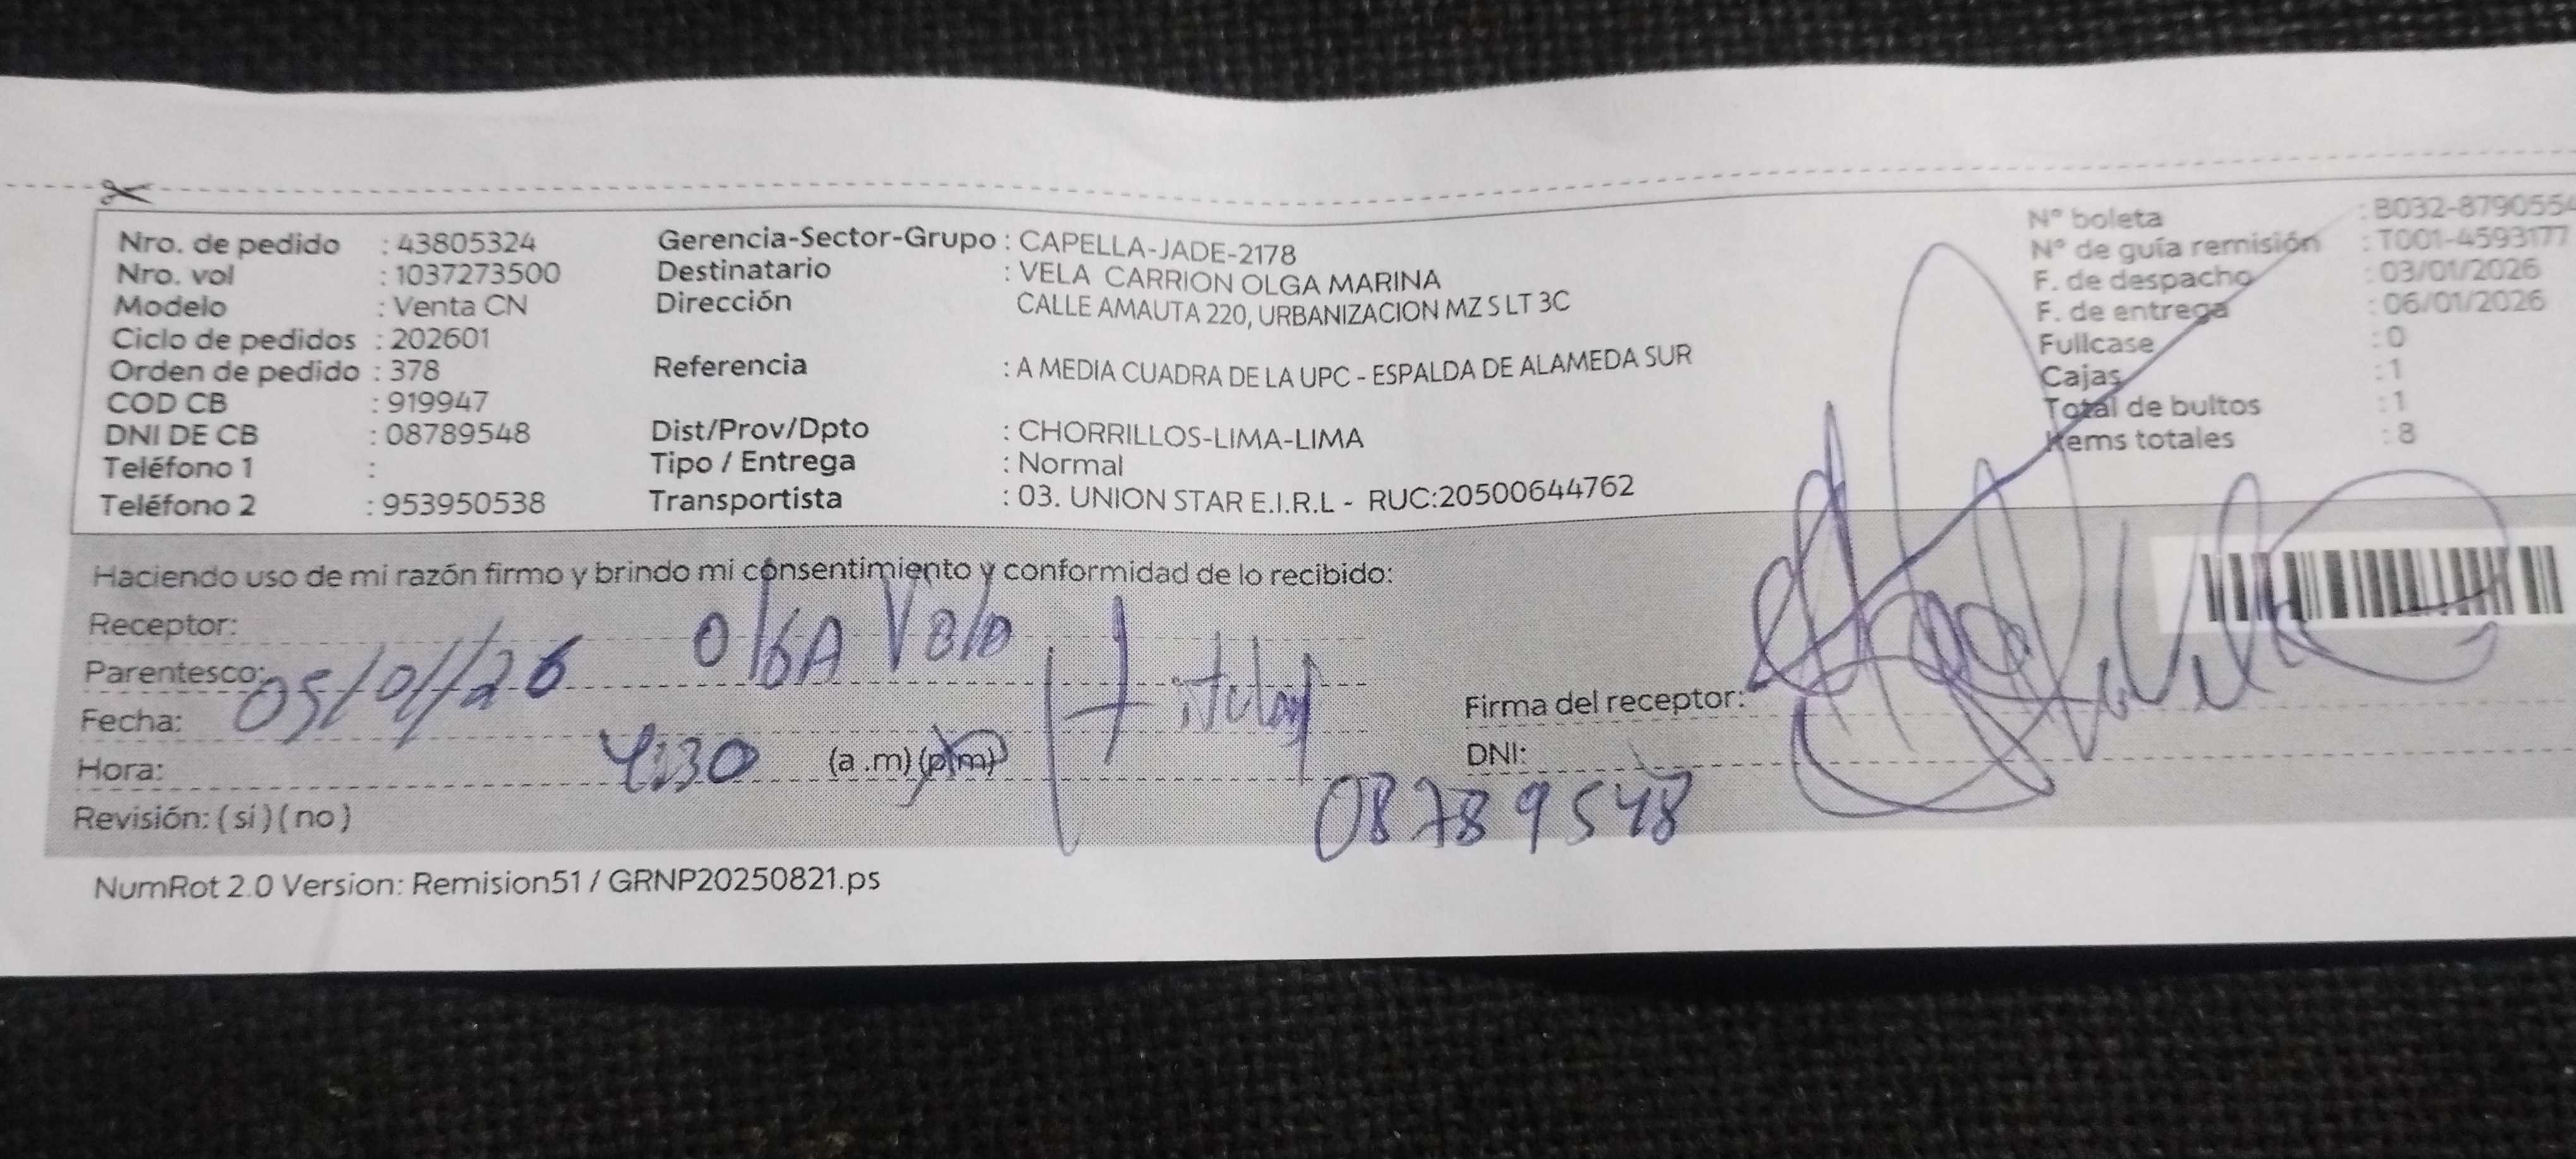 Nro. de pedido : 43805324
Nro. vol : 1037273500
Modelo : Venta CN
Ciclo de pedidos : 202601
Orden de pedido : 378
COD CB : 919947
DNI DE CB : 08789548
Teléfono 1 :
Teléfono 2 : 953950538
Gerencia-Sector-Grupo : CAPELLA-JADE-2178
Destinatario : VELA CARRION OLGA MARINA
Dirección CALLE AMAUTA 220, URBANIZACION MZ S LT 3C
Referencia : A MEDIA CUADRA DE LA UPC - ESPALDA DE ALAMEDA SUR
Dist/Prov/Dpto : CHORRILLOS-LIMA-LIMA
Tipo / Entrega : Normal
Transportista : 03. UNION STAR E.I.R.L - RUC:20500644762
N° boleta : B032-8790554
N° de guía remisión : T001-4593177
F. de despacho : 03/01/2026
F. de entrega : 06/01/2026
Fullcase : 0
Cajas : 1
Total de bultos : 1
Items totales : 8
Haciendo uso de mi razón firmo y brindo mi consentimiento y conformidad de lo recibido:
Receptor: OlGA Vela
Parentesco: titular
Fecha: 05/01/26
Hora: 4:30 (a .m) (p.m)
Revisión: ( si ) ( no )
Firma del receptor:
DNI: 08789548
NumRot 2.0 Version: Remision51 / GRNP20250821.ps